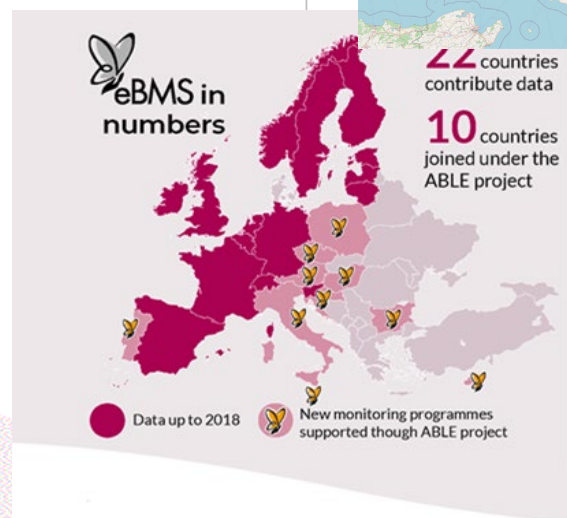 eBMS in
numbers
22 countries
contribute data
10 countries
joined under the
ABLE project
Data up to 2018
New monitoring programmes
supported though ABLE project